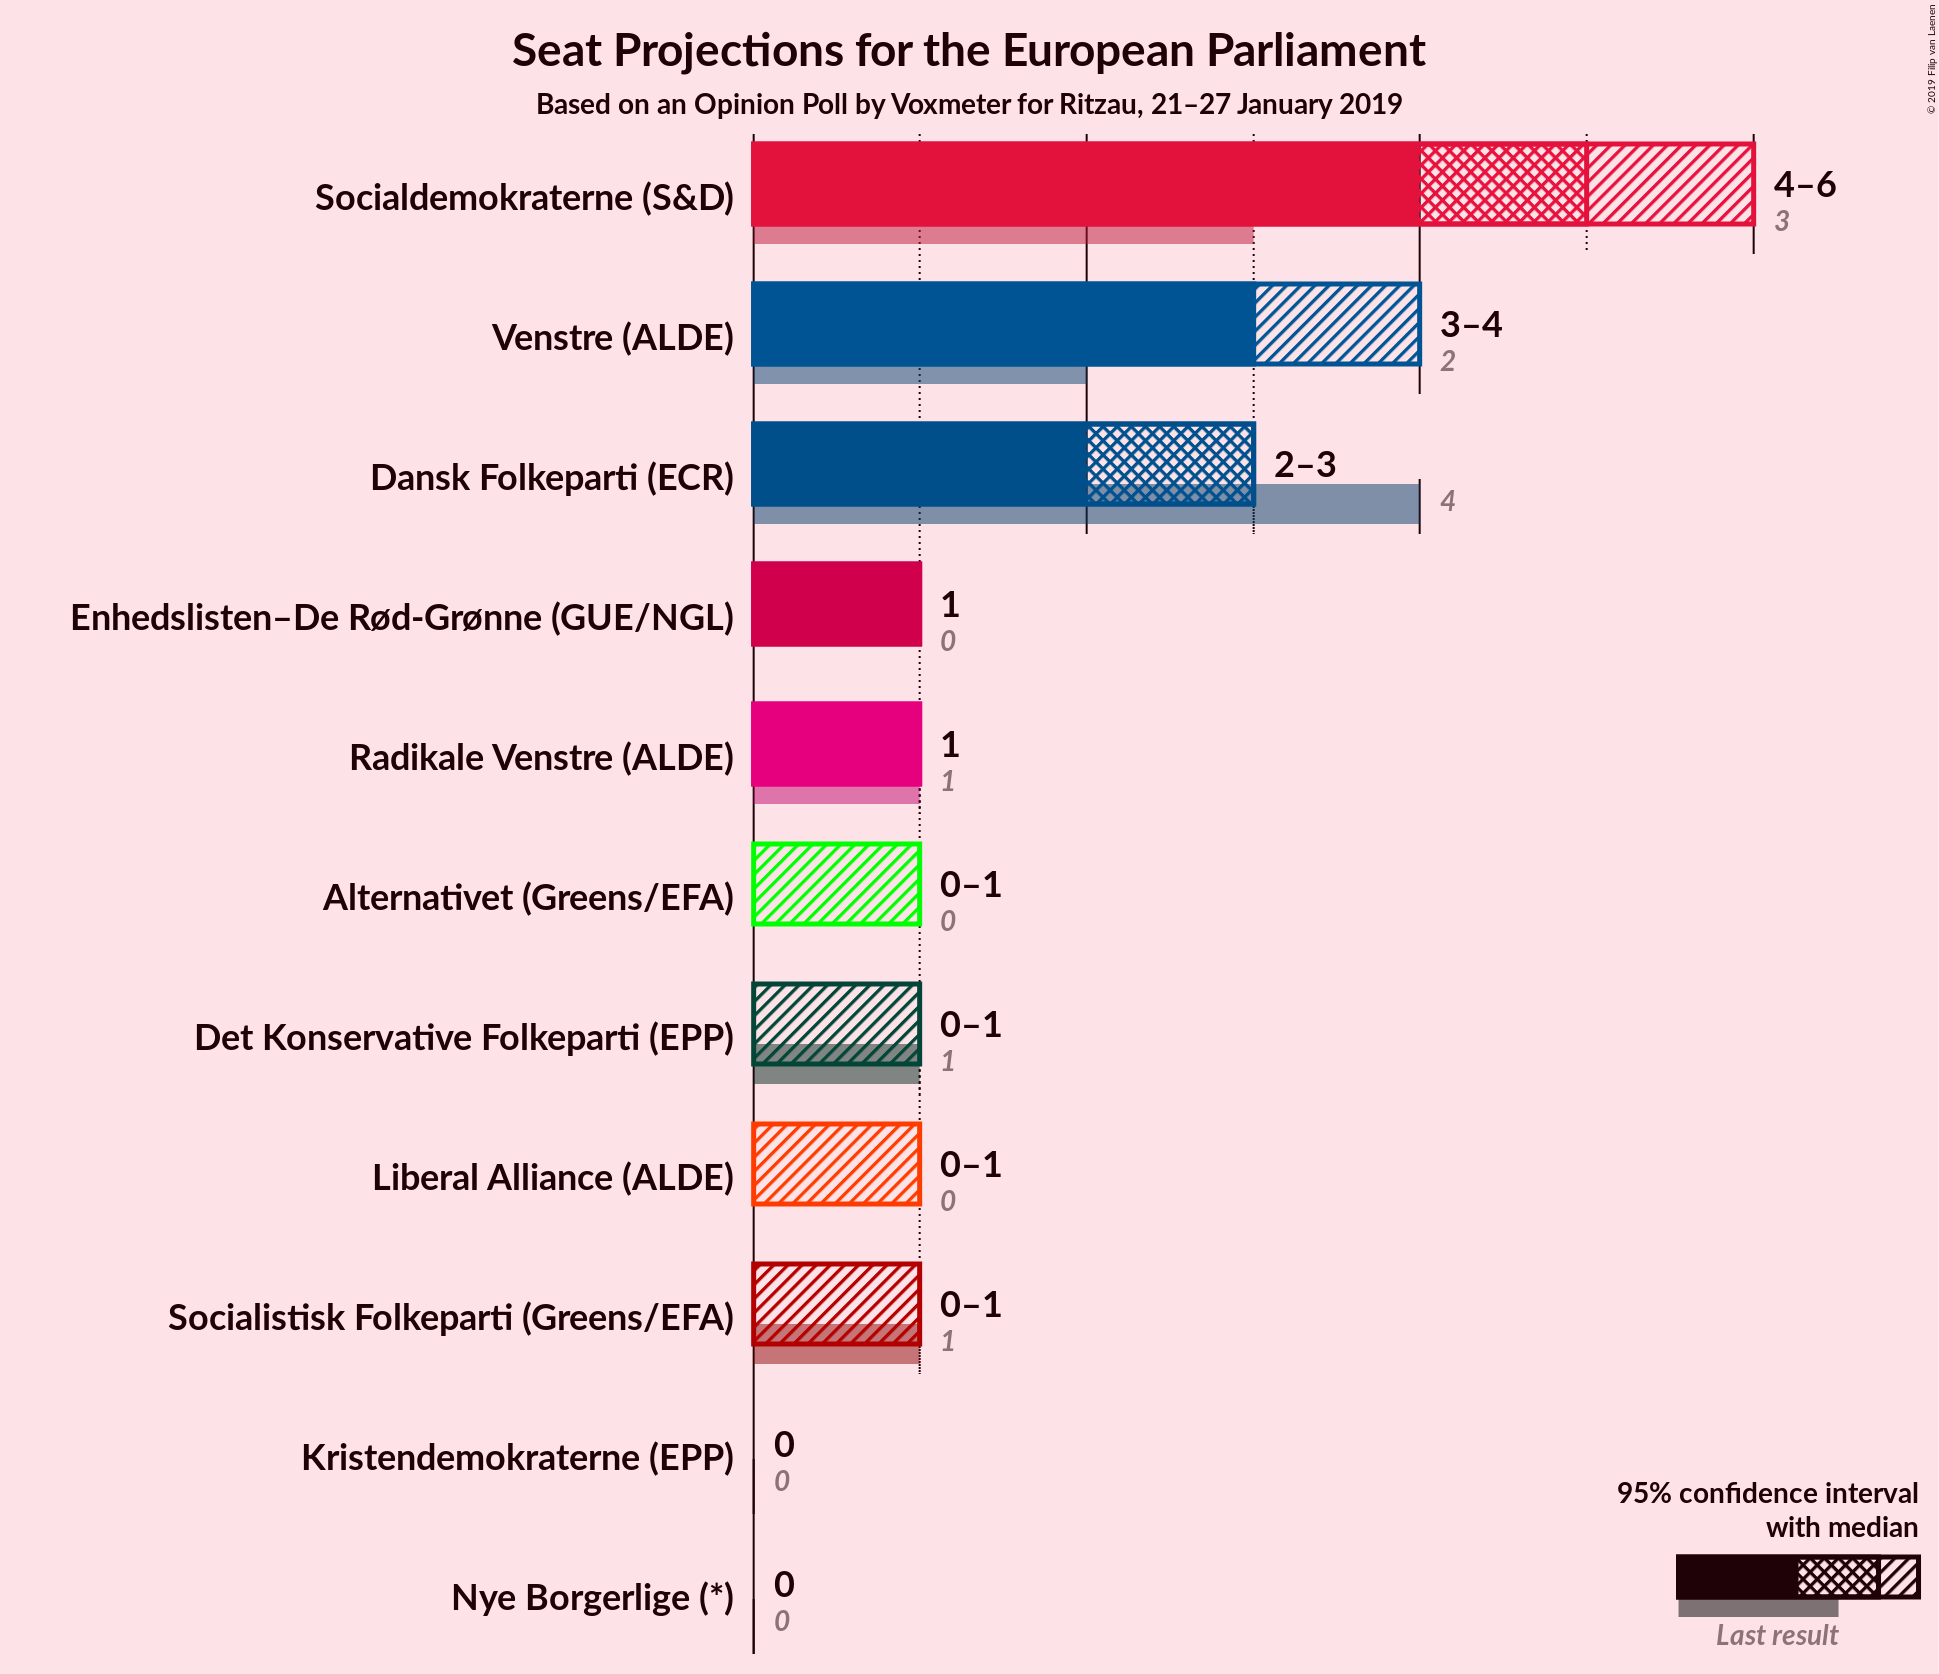 Seat Projections for the European Parliament
Based on an Opinion Poll by Voxmeter for Ritzau, 21–27 January 2019
© 2019 Filip van Laenen
Socialdemokraterne (S&D)
4–6
3
Venstre (ALDE)
3–4
2
Dansk Folkeparti (ECR)
2–3
4
Enhedslisten–De Rød-Grønne (GUE/NGL)
1
0
Radikale Venstre (ALDE)
1
1
Alternativet (Greens/EFA)
0–1
0
Det Konservative Folkeparti (EPP)
0–1
1
Liberal Alliance (ALDE)
0–1
0
Socialistisk Folkeparti (Greens/EFA)
0–1
1
Kristendemokraterne (EPP)
0
0
Nye Borgerlige (*)
0
0
95% confidence interval
with median
Last result